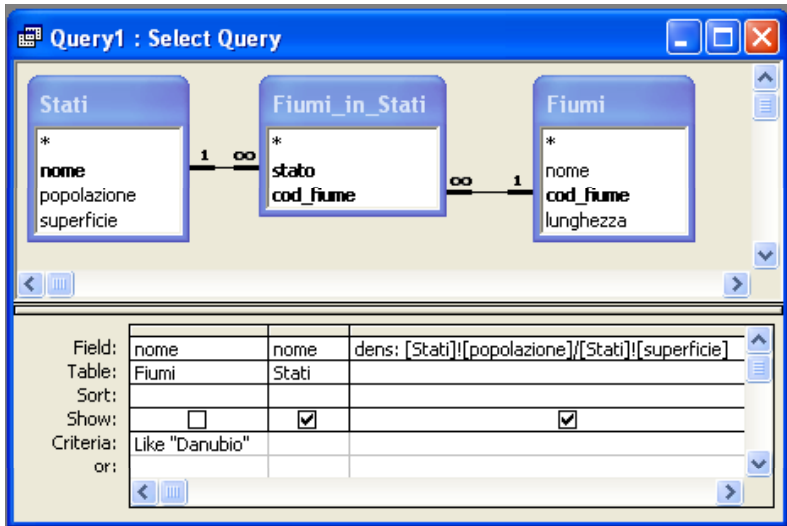 Query1 : Select Query
Stati Fiumi_in_Stati Fiumi
* * *
nome stato nome
popolazione cod_fiume cod_fiume
superficie lunghezza
1 ∞ ∞ 1
Field: nome nome dens: [Stati]![popolazione]/[Stati]![superficie]
Table: Fiumi Stati
Sort:
Show:
Criteria: Like "Danubio"
or: